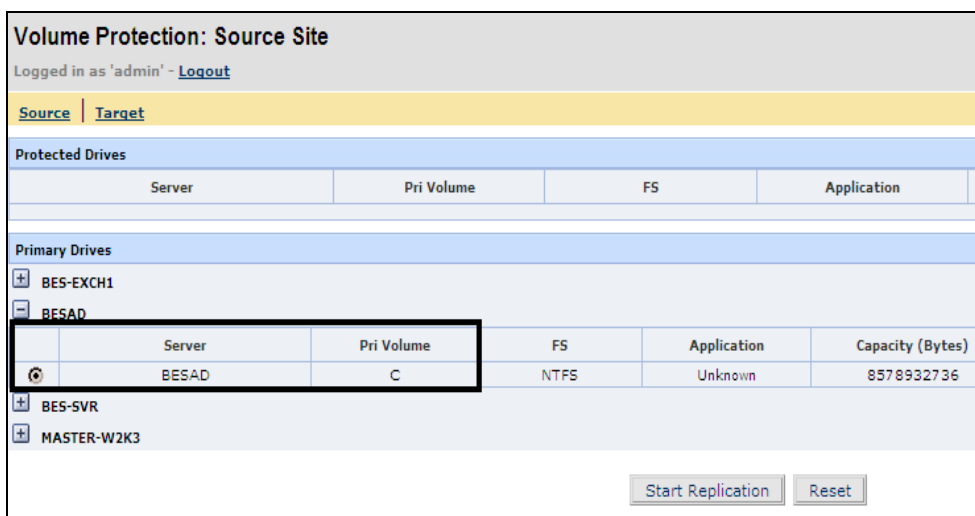 Volume Protection: Source Site
Logged in as 'admin' - Logout
Source | Target
Protected Drives
Server Pri Volume FS Application
Primary Drives
BES-EXCH1
BESAD
Server Pri Volume FS Application Capacity (Bytes)
BESAD C NTFS Unknown 8578932736
BES-SVR
MASTER-W2K3
Start Replication Reset